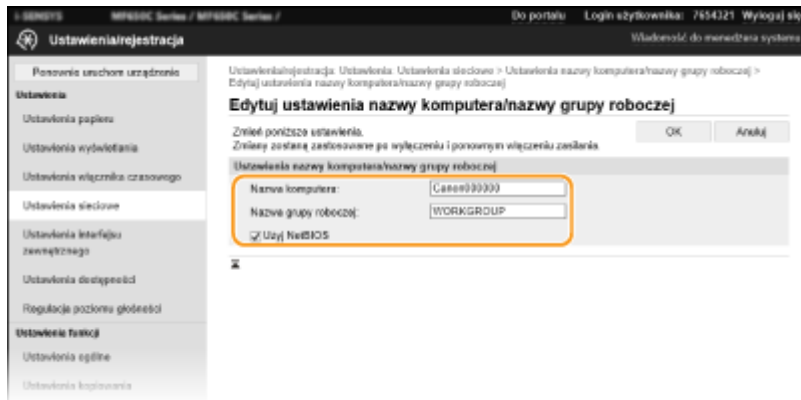 i-SENSYS MF650C Series / MF650C Series / Do portalu Login użytkownika: 7654321 Wyloguj się
Ustawienia/rejestracja Wiadomość do menedżera systemu
Ponownie uruchom urządzenie
Ustawienia/rejestracja: Ustawienia: Ustawienia sieciowe > Ustawienia nazwy komputera/nazwy grupy roboczej >
Edytuj ustawienia nazwy komputera/nazwy grupy roboczej
Ustawienia
Edytuj ustawienia nazwy komputera/nazwy grupy roboczej
Ustawienia papieru
Zmień poniższe ustawienia. OK Anuluj
Zmiany zostaną zastosowane po wyłączeniu i ponownym włączeniu zasilania.
Ustawienia wyświetlania
Ustawienia nazwy komputera/nazwy grupy roboczej
Ustawienia włącznika czasowego
Nazwa komputera: Canon000000
Ustawienia sieciowe
Nazwa grupy roboczej: WORKGROUP
Użyj NetBIOS
Ustawienia interfejsu
zewnętrznego
Ustawienia dostępności
Regulacja poziomu głośności
Ustawienia funkcji
Ustawienia ogólne
Ustawienia kopiowania